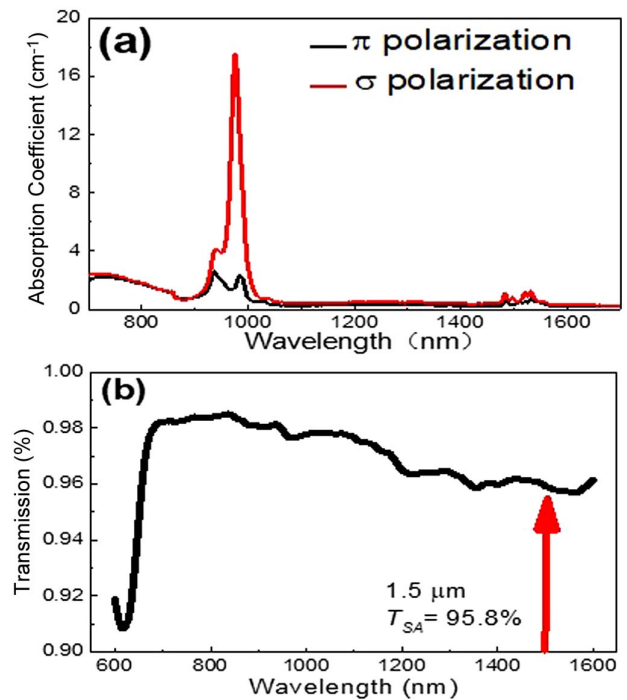 (a)
π polarization
σ polarization
Absorption Coefficient (cm⁻¹)
20
16
12
8
4
0
800 1000 1200 1400 1600
Wavelength（nm）
(b)
Transmission (%)
1.00
0.98
0.96
0.94
0.92
0.90
1.5 μm
T_SA= 95.8%
600 800 1000 1200 1400 1600
Wavelength (nm)